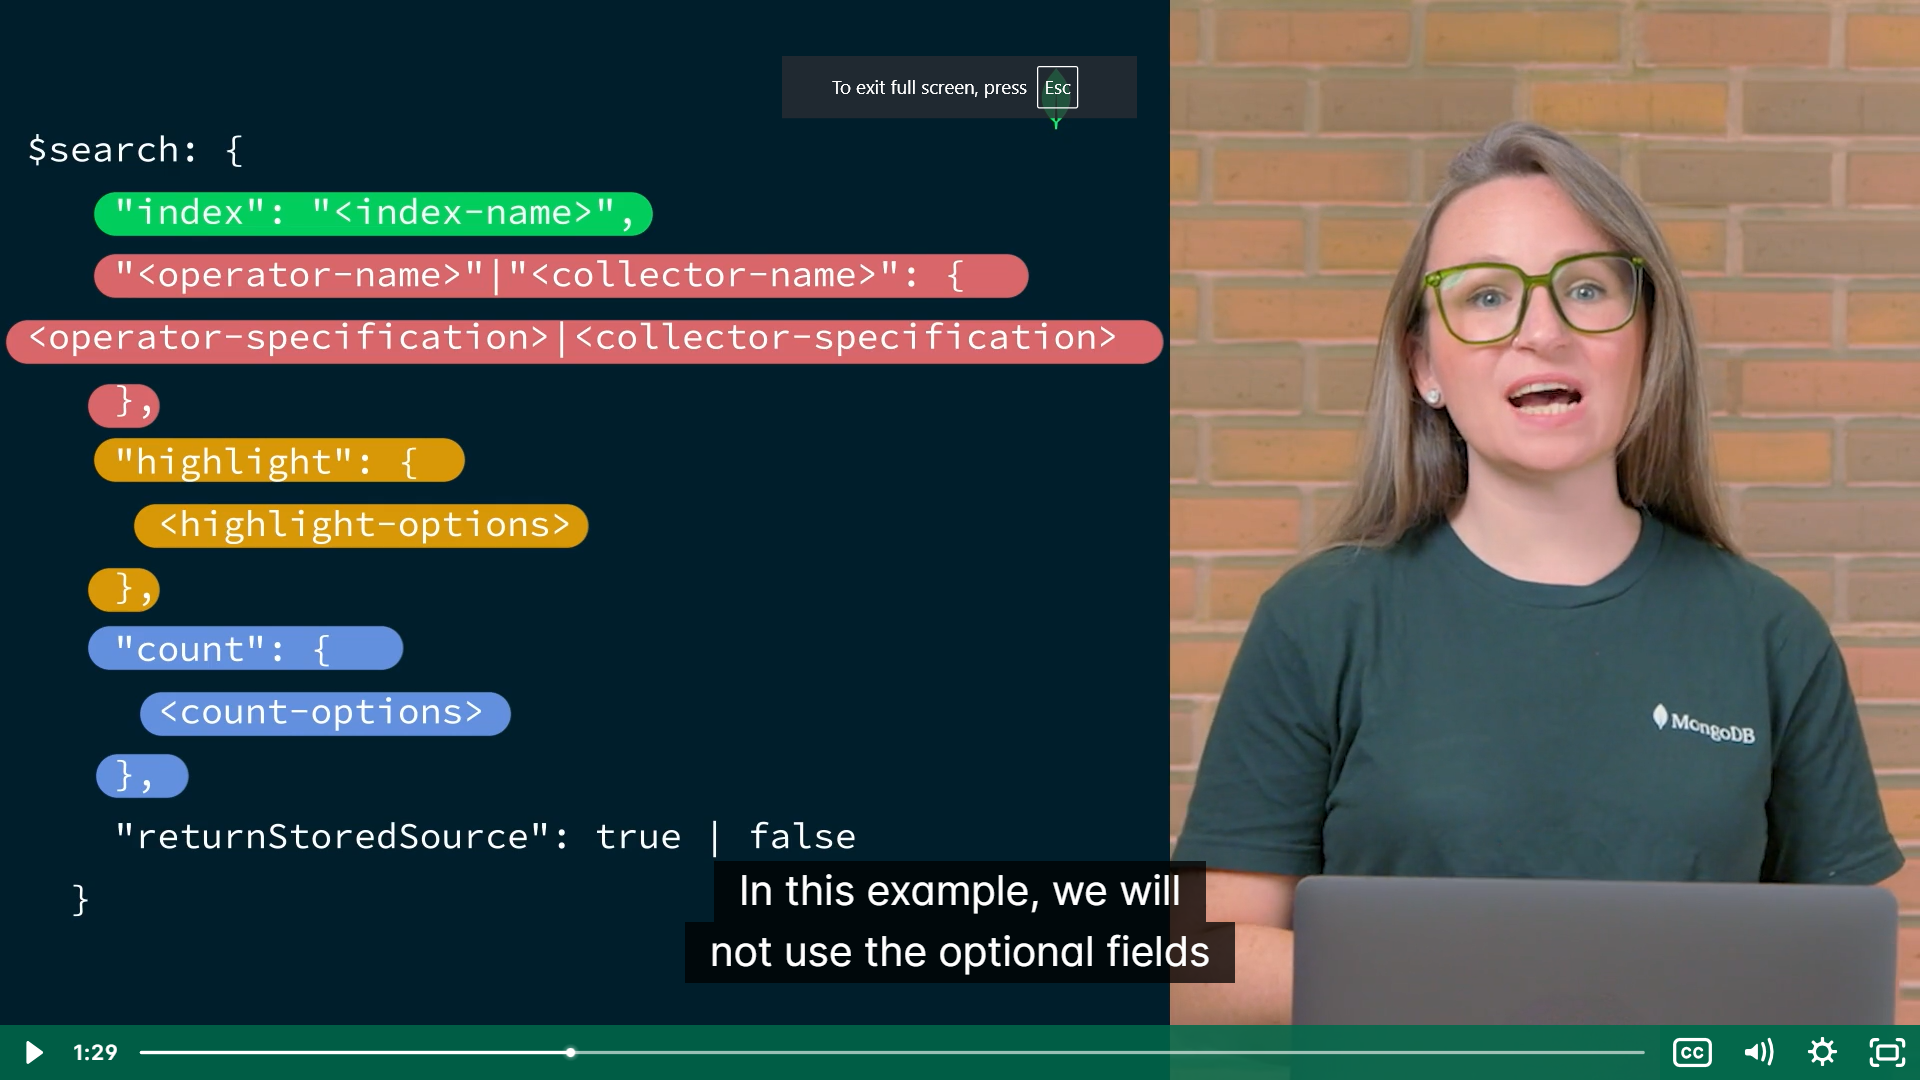 To exit full screen, press Esc
$search: {
"index": "<index-name>",
"<operator-name>"|"<collector-name>": {
<operator-specification>|<collector-specification>
},
"highlight": {
<highlight-options>
},
"count": {
<count-options>
},
"returnStoredSource": true | false
}
MongoDB
In this example, we will
not use the optional fields
1:29
CC